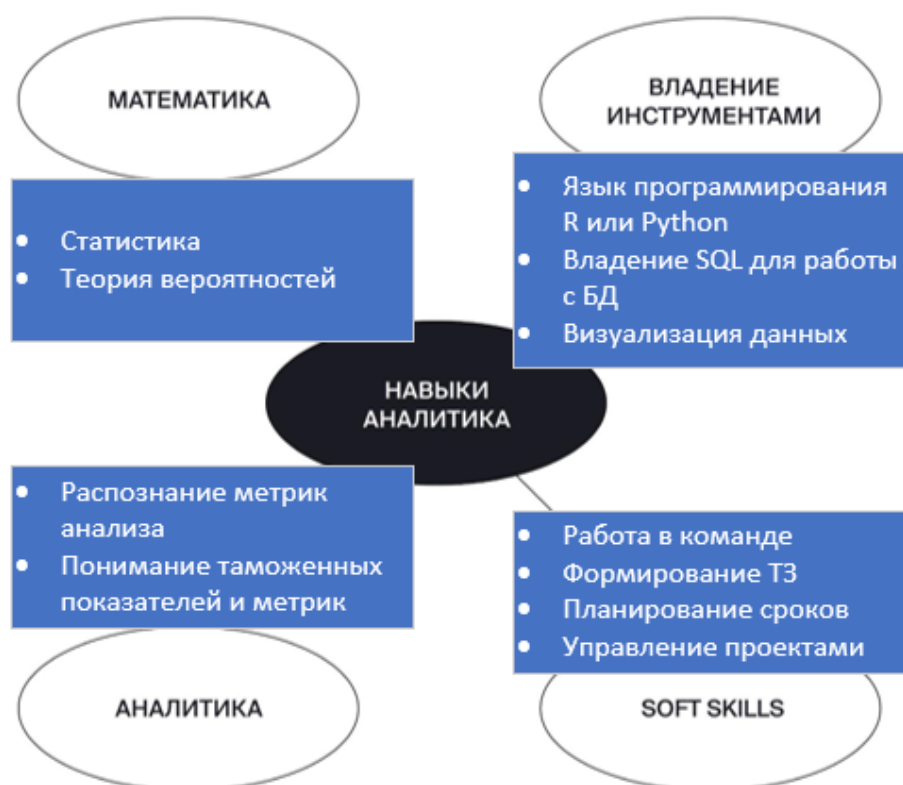 МАТЕМАТИКА
ВЛАДЕНИЕ
ИНСТРУМЕНТАМИ
• Статистика
• Теория вероятностей
• Язык программирования
R или Python
• Владение SQL для работы
с БД
• Визуализация данных
НАВЫКИ
АНАЛИТИКА
• Распознание метрик
анализа
• Понимание таможенных
показателей и метрик
• Работа в команде
• Формирование ТЗ
• Планирование сроков
• Управление проектами
АНАЛИТИКА
SOFT SKILLS